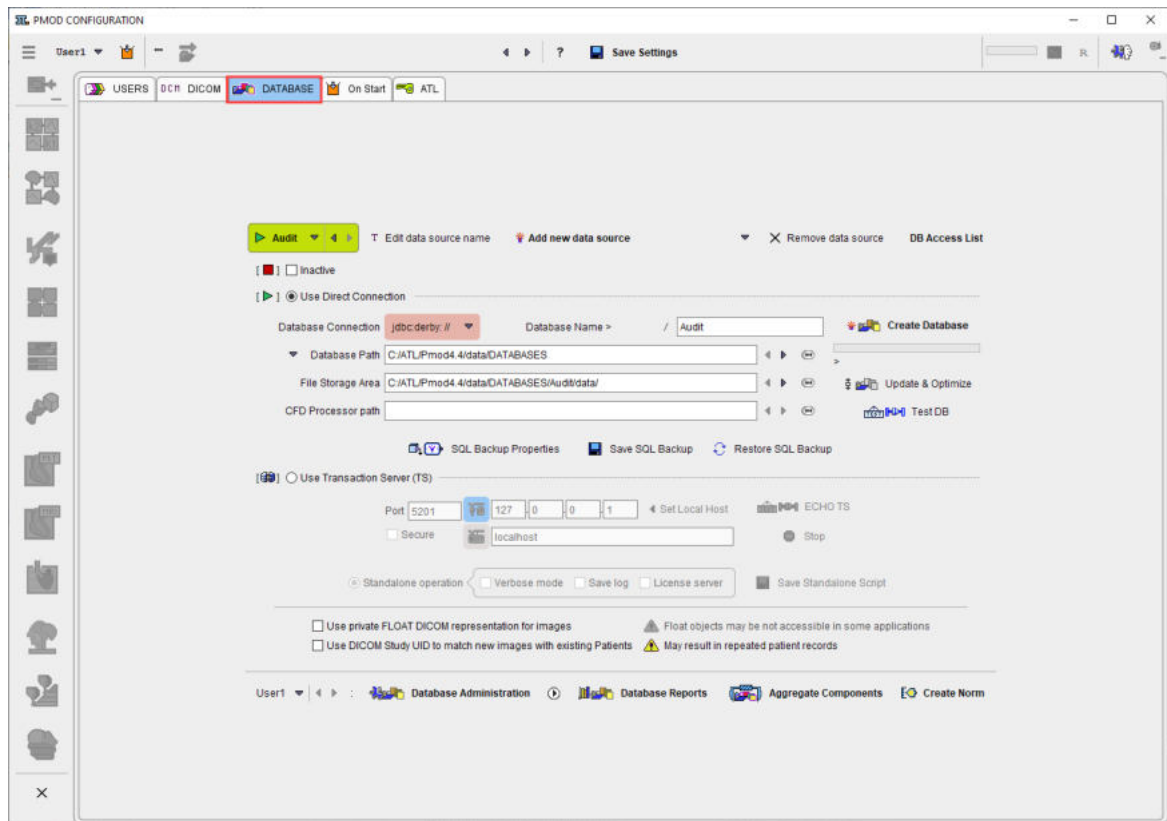 PMOD CONFIGURATION
User1 ? Save Settings R
USERS DCM DICOM DATABASE On Start ATL
Audit T Edit data source name Add new data source Remove data source DB Access List
[ ] Inactive
[ ] Use Direct Connection
Database Connection jdbc:derby: // Database Name > / Audit Create Database
Database Path C:/ATL/Pmod4.4/data/DATABASES
>
File Storage Area C:/ATL/Pmod4.4/data/DATABASES/Audit/data/ Update & Optimize
CFD Processor path Test DB
SQL Backup Properties Save SQL Backup Restore SQL Backup
[ ] Use Transaction Server (TS)
Port 5201 127 . 0 . 0 . 1 Set Local Host ECHO TS
Secure localhost Stop
Standalone operation Verbose mode Save log License server Save Standalone Script
Use private FLOAT DICOM representation for images Float objects may be not accessible in some applications
Use DICOM Study UID to match new images with existing Patients May result in repeated patient records
User1 : Database Administration Database Reports Aggregate Components Create Norm